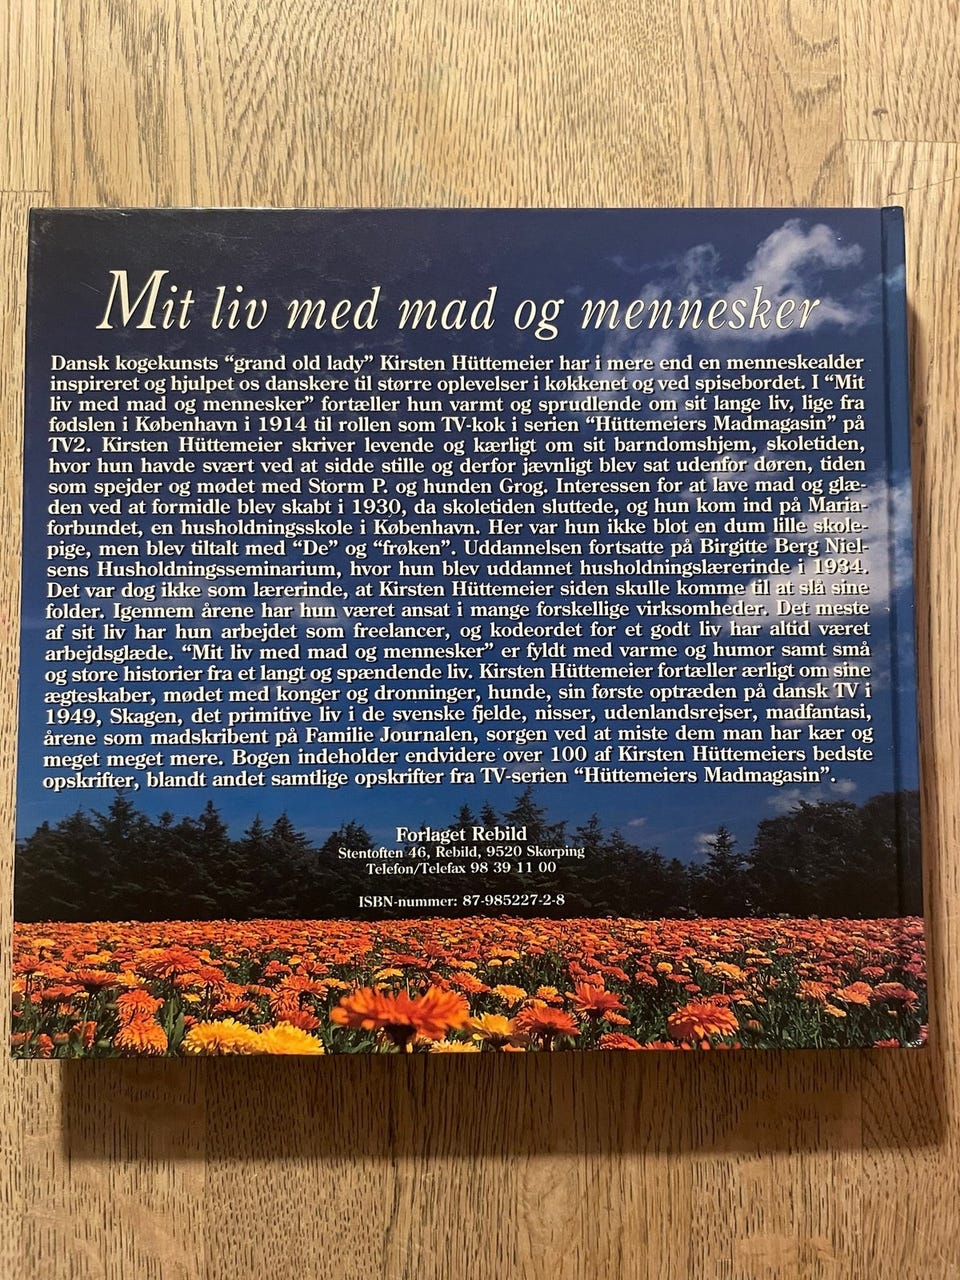 Mit liv med mad og mennesker
Dansk kogekunsts “grand old lady” Kirsten Hüttemeier har i mere end en menneskealder
inspireret og hjulpet os danskere til større oplevelser i køkkenet og ved spisebordet. I “Mit
liv med mad og mennesker” fortæller hun varmt og sprudlende om sit lange liv, lige fra
fødslen i København i 1914 til rollen som TV-kok i serien “Hüttemeiers Madmagasin” på
TV2. Kirsten Hüttemeier skriver levende og kærligt om sit barndomshjem, skoletiden,
hvor hun havde svært ved at sidde stille og derfor jævnligt blev sat udenfor døren, tiden
som spejder og mødet med Storm P. og hunden Grog. Interessen for at lave mad og glæ-
den ved at formidle blev skabt i 1930, da skoletiden sluttede, og hun kom ind på Maria-
forbundet, en husholdningsskole i København. Her var hun ikke blot en dum lille skole-
pige, men blev tiltalt med “De” og “frøken”. Uddannelsen fortsatte på Birgitte Berg Niel-
sens Husholdningsseminarium, hvor hun blev uddannet husholdningslærerinde i 1934.
Det var dog ikke som lærerinde, at Kirsten Hüttemeier siden skulle komme til at slå sine
folder. Igennem årene har hun været ansat i mange forskellige virksomheder. Det meste
af sit liv har hun arbejdet som freelancer, og kodeordet for et godt liv har altid været
arbejdsglæde. “Mit liv med mad og mennesker” er fyldt med varme og humor samt små
og store historier fra et langt og spændende liv. Kirsten Hüttemeier fortæller ærligt om sine
ægteskaber, mødet med konger og dronninger, hunde, sin første optræden på dansk TV i
1949, Skagen, det primitive liv i de svenske fjelde, nisser, udenlandsrejser, madfantasi,
årene som madskribent på Familie Journalen, sorgen ved at miste dem man har kær og
meget meget mere. Bogen indeholder endvidere over 100 af Kirsten Hüttemeiers bedste
opskrifter, blandt andet samtlige opskrifter fra TV-serien “Hüttemeiers Madmagasin”.
Forlaget Rebild
Stentoften 46, Rebild, 9520 Skørping
Telefon/Telefax 98 39 11 00
ISBN-nummer: 87-985227-2-8